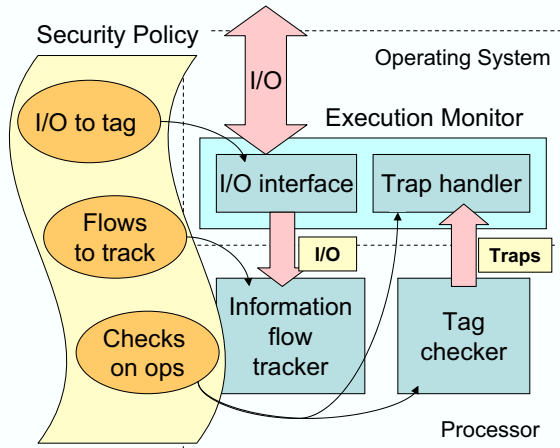 Security Policy
Operating System
I/O
I/O to tag
Execution Monitor
I/O interface
Trap handler
Flows
to track
I/O
Traps
Information
flow
tracker
Tag
checker
Checks
on ops
Processor